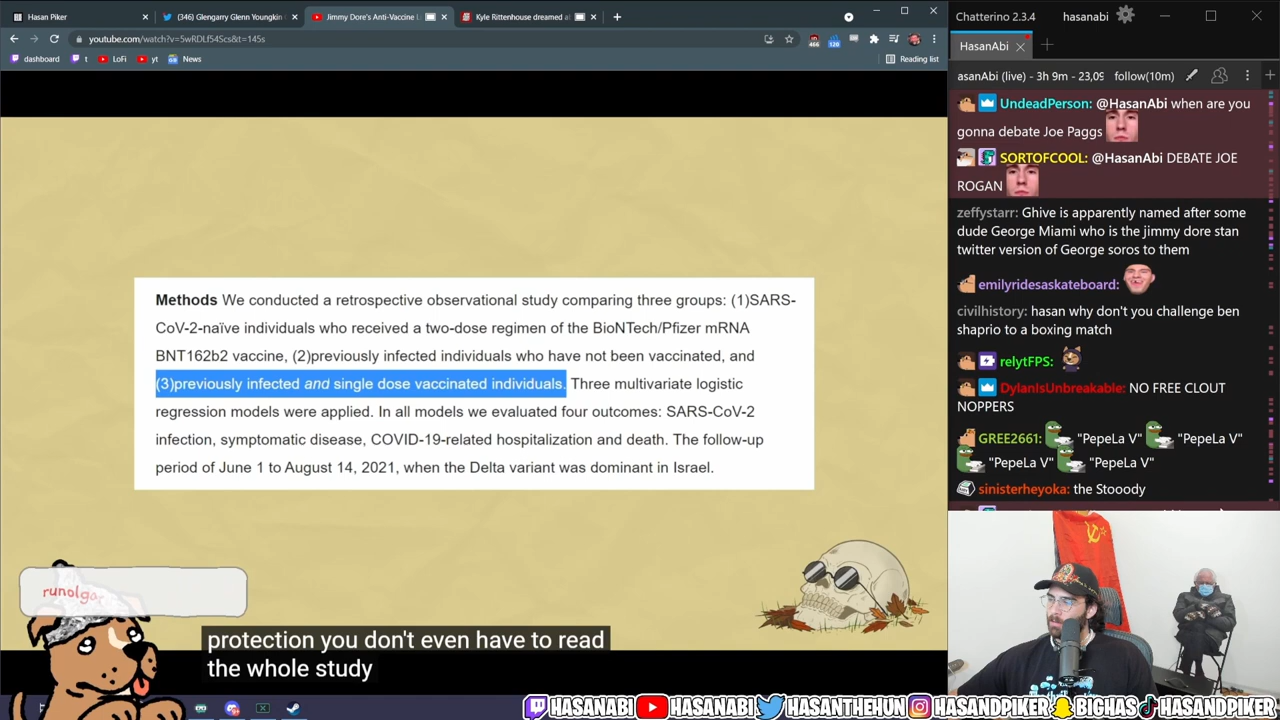 Hasan Piker
(346) Glengarry Glenn Youngkin
Jimmy Dore's Anti-Vaccine L
Kyle Rittenhouse dreamed a
youtube.com/watch?v=5wRDLf54Scs&t=145s
466
120
dashboard
t
LoFi
yt
News
Reading list
Methods We conducted a retrospective observational study comparing three groups: (1)SARS-
CoV-2-naïve individuals who received a two-dose regimen of the BioNTech/Pfizer mRNA
BNT162b2 vaccine, (2)previously infected individuals who have not been vaccinated, and
(3)previously infected and single dose vaccinated individuals. Three multivariate logistic
regression models were applied. In all models we evaluated four outcomes: SARS-CoV-2
infection, symptomatic disease, COVID-19-related hospitalization and death. The follow-up
period of June 1 to August 14, 2021, when the Delta variant was dominant in Israel.
protection you don't even have to read
the whole study
Chatterino 2.3.4
hasanabi
HasanAbi
asanAbi (live) - 3h 9m - 23,09
follow(10m)
UndeadPerson: @HasanAbi when are you
gonna debate Joe Paggs
SORTOFCOOL: @HasanAbi DEBATE JOE
ROGAN
zeffystarr: Ghive is apparently named after some
dude George Miami who is the jimmy dore stan
twitter version of George soros to them
emilyridesaskateboard:
civilhistory: hasan why don't you challenge ben
shaprio to a boxing match
relytFPS:
DylanIsUnbreakable: NO FREE CLOUT
NOPPERS
GREE2661: "PepeLa V" "PepeLa V"
"PepeLa V" "PepeLa V"
sinisterheyoka: the Stooody
HASANABI HASANABI HASANTHEHUN HASANDPIKER BIGHAS HASANDPIKER